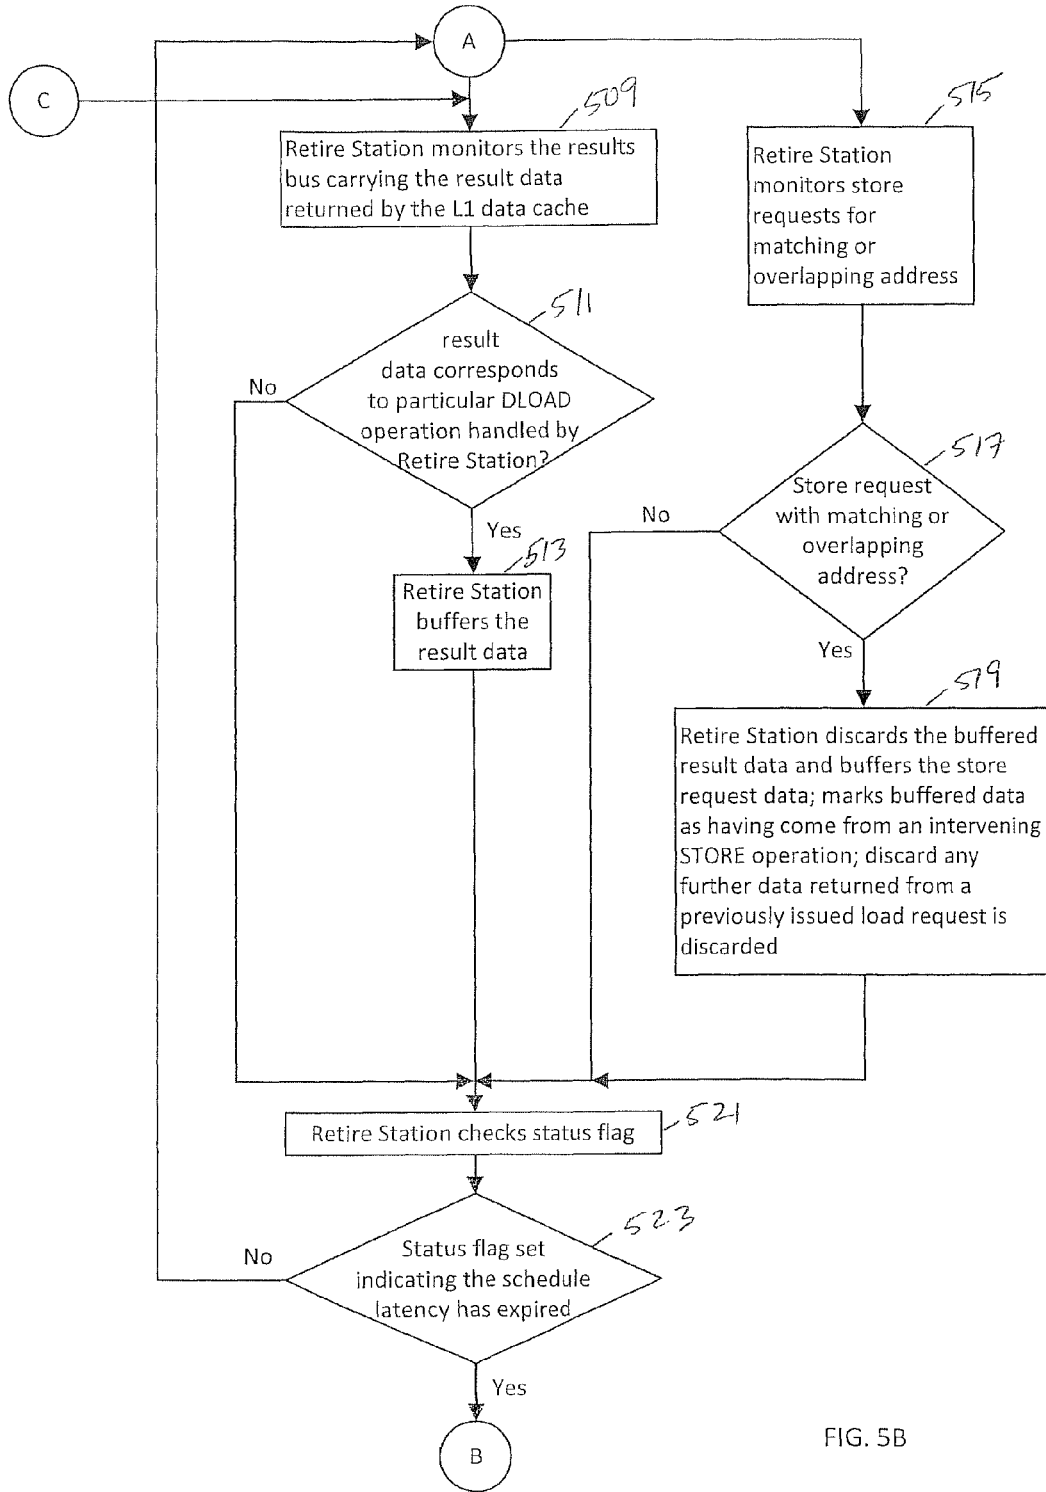 A
C
509
Retire Station monitors the results
bus carrying the result data
returned by the L1 data cache
515
Retire Station
monitors store
requests for
matching or
overlapping address
511
result
data corresponds
to particular DLOAD
operation handled by
Retire Station?
No
Yes
517
Store request
with matching or
overlapping
address?
No
Yes
513
Retire Station
buffers the
result data
519
Retire Station discards the buffered
result data and buffers the store
request data; marks buffered data
as having come from an intervening
STORE operation; discard any
further data returned from a
previously issued load request is
discarded
521
Retire Station checks status flag
523
Status flag set
indicating the schedule
latency has expired
No
Yes
B
FIG. 5B